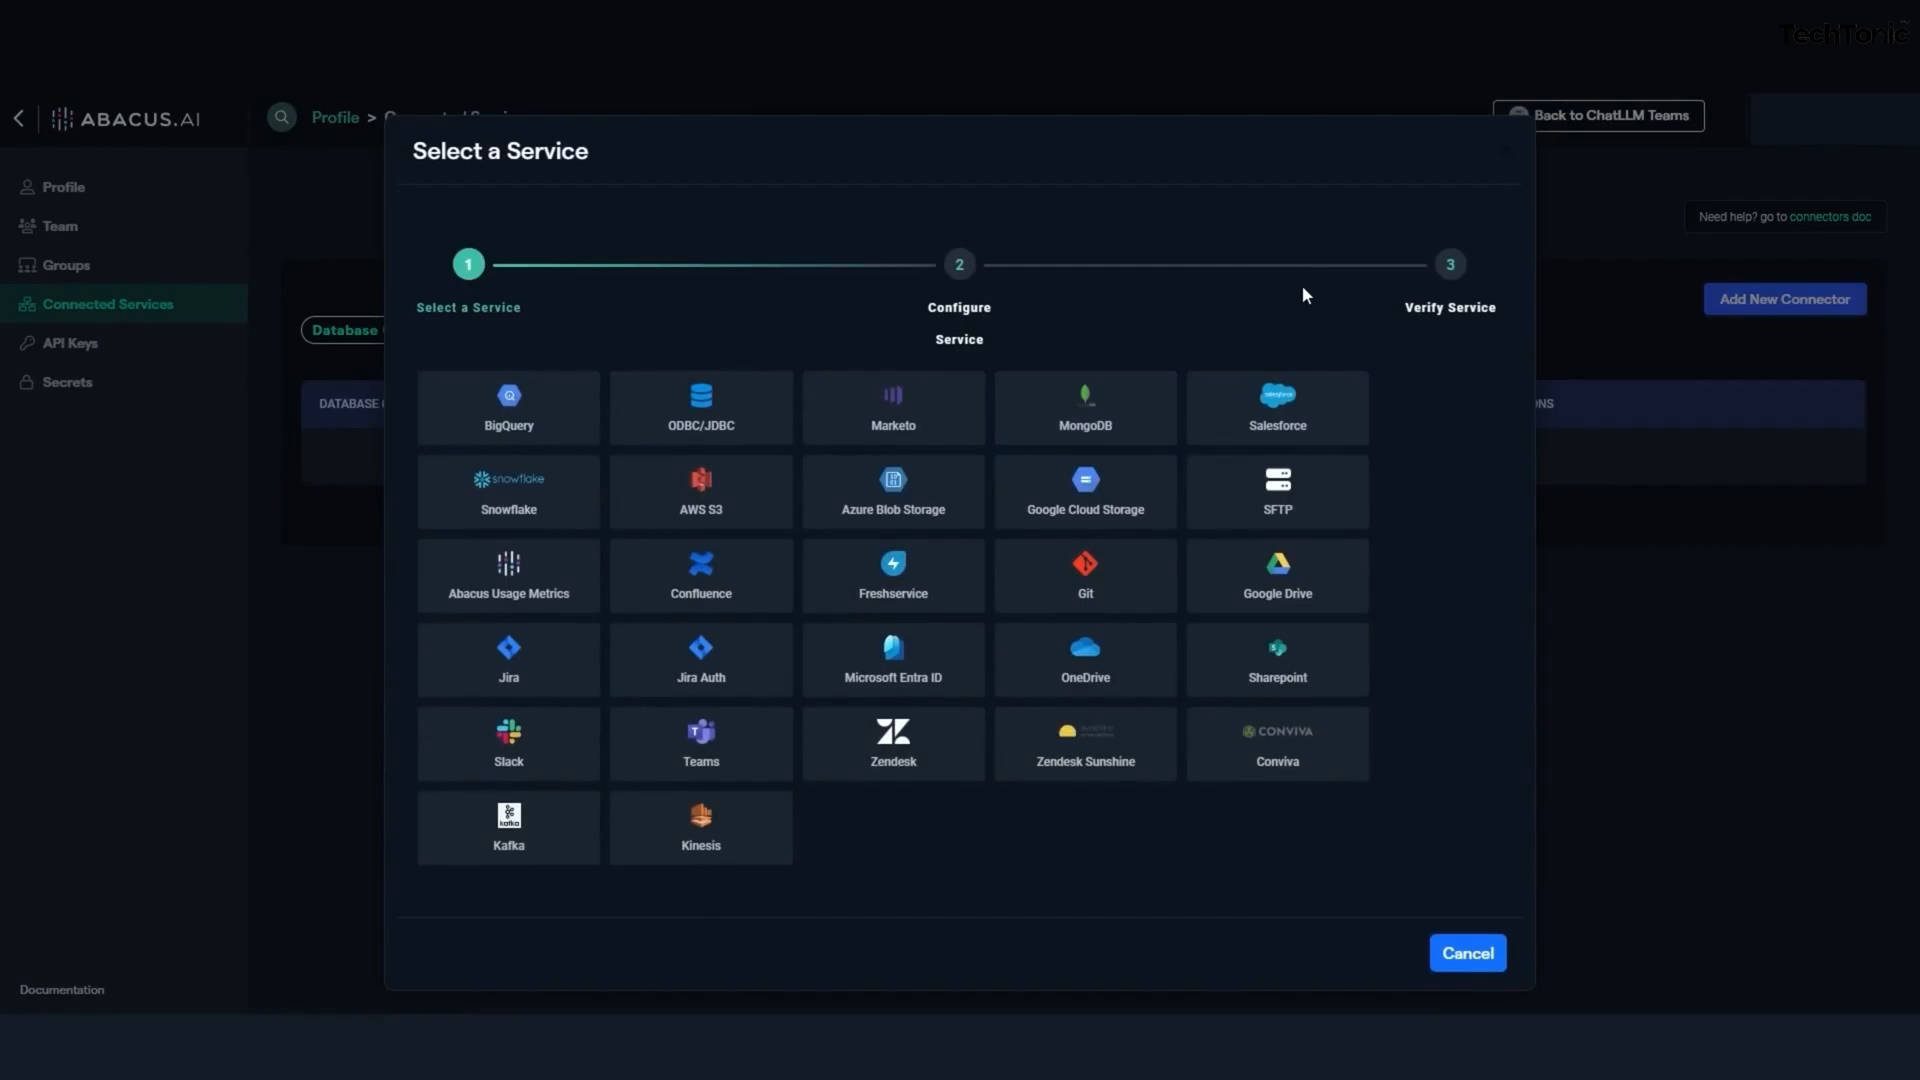 TechTonic
ABACUS.AI
Profile >
Back to ChatLLM Teams
Select a Service
Profile
Team
Groups
Connected Services
API Keys
Secrets
Need help? go to connectors doc
1
2
3
Select a Service
Configure
Service
Verify Service
Add New Connector
Database
DATABASE
NS
BigQuery
ODBC/JDBC
Marketo
MongoDB
salesforce
Salesforce
snowflake
Snowflake
AWS S3
Azure Blob Storage
Google Cloud Storage
SFTP
Abacus Usage Metrics
Confluence
Freshservice
Git
Google Drive
Jira
Jira Auth
Microsoft Entra ID
OneDrive
Sharepoint
Slack
Teams
Zendesk
Zendesk Sunshine
CONVIVA
Conviva
kafka
Kafka
Kinesis
Cancel
Documentation